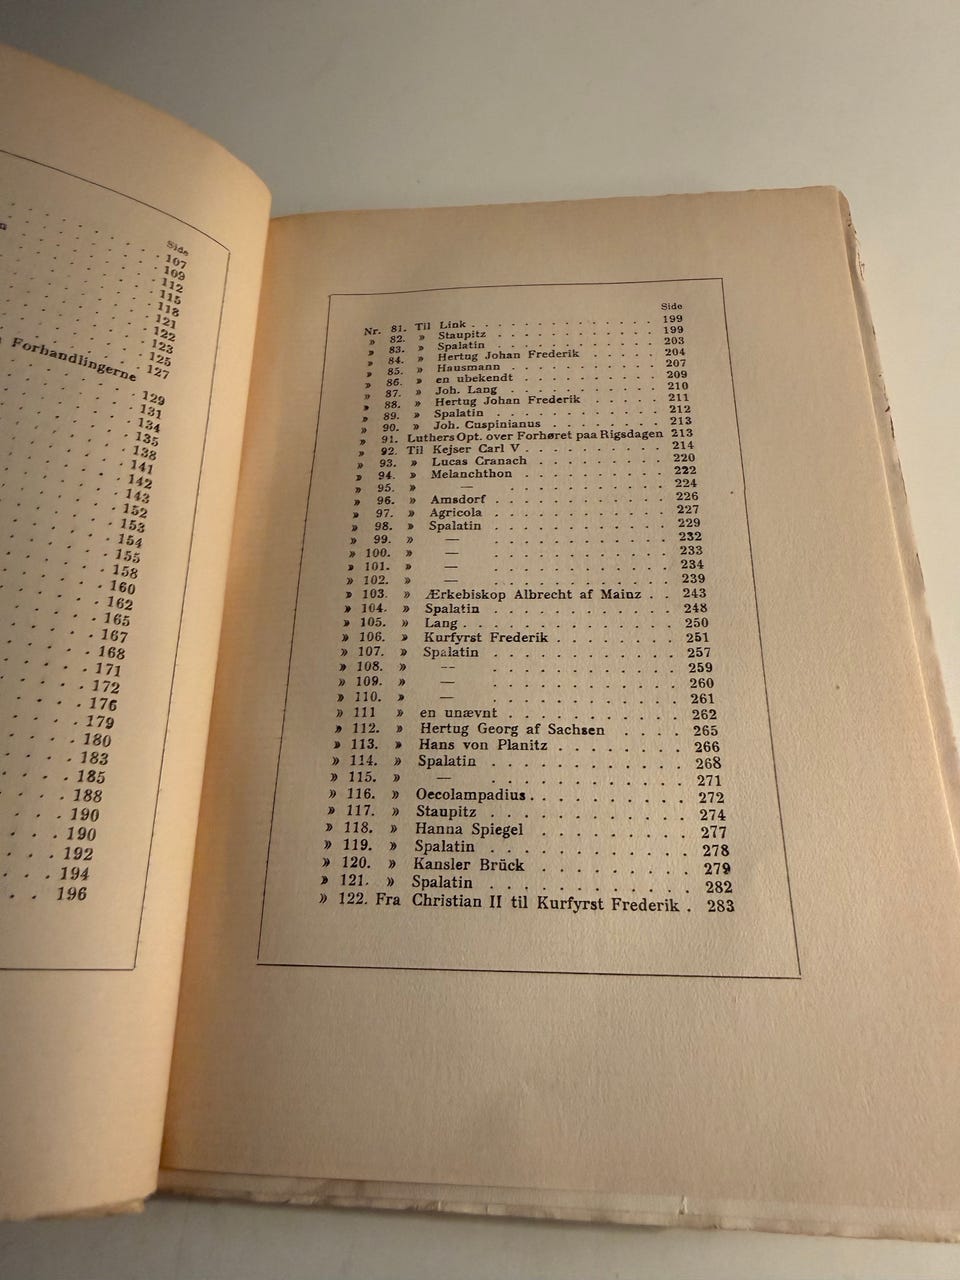 Side
107
109
112
115
118
121
122
123
125
127
Forhandlingerne
129
131
134
135
138
141
142
143
152
153
154
155
158
160
162
165
167
168
171
172
176
179
180
183
185
188
190
190
192
194
196
Side
Nr. 81. Til Link . . . . . . . . . . . . . . 199
» 82. » Staupitz . . . . . . . . . . . . 199
» 83. » Spalatin . . . . . . . . . . . . 203
» 84. » Hertug Johan Frederik . . . . . 204
» 85. » Hausmann . . . . . . . . . . . 207
» 86. » en ubekendt . . . . . . . . . . 209
» 87. » Joh. Lang . . . . . . . . . . . 210
» 88. » Hertug Johan Frederik . . . . . 211
» 89. » Spalatin . . . . . . . . . . . . 212
» 90. » Joh. Cuspinianus . . . . . . . . 213
» 91. Luthers Opt. over Forhøret paa Rigsdagen 213
» 92. Til Kejser Carl V . . . . . . . . . . 214
» 93. » Lucas Cranach . . . . . . . . . 220
» 94. » Melanchthon . . . . . . . . . . 222
» 95. » — . . . . . . . . . . . 224
» 96. » Amsdorf . . . . . . . . . . . . 226
» 97. » Agricola . . . . . . . . . . . . 227
» 98. » Spalatin . . . . . . . . . . . . 229
» 99. » — . . . . . . . . . . . . 232
» 100. » — . . . . . . . . . . . . 233
» 101. » — . . . . . . . . . . . . 234
» 102. » — . . . . . . . . . . . . 239
» 103. » Ærkebiskop Albrecht af Mainz . . 243
» 104. » Spalatin . . . . . . . . . . . . 248
» 105. » Lang . . . . . . . . . . . . . . 250
» 106. » Kurfyrst Frederik . . . . . . . . 251
» 107. » Spalatin . . . . . . . . . . . . 257
» 108. » — . . . . . . . . . . . . 259
» 109. » — . . . . . . . . . . . . 260
» 110. » — . . . . . . . . . . . . 261
» 111 » en unævnt . . . . . . . . . . . 262
» 112. » Hertug Georg af Sachsen . . . . 265
» 113. » Hans von Planitz . . . . . . . . 266
» 114. » Spalatin . . . . . . . . . . . . 268
» 115. » — . . . . . . . . . . . . 271
» 116. » Oecolampadius . . . . . . . . . . 272
» 117. » Staupitz . . . . . . . . . . . . 274
» 118. » Hanna Spiegel . . . . . . . . . 277
» 119. » Spalatin . . . . . . . . . . . . 278
» 120. » Kansler Brück . . . . . . . . . 279
» 121. » Spalatin . . . . . . . . . . . . 282
» 122. Fra Christian II til Kurfyrst Frederik . 283